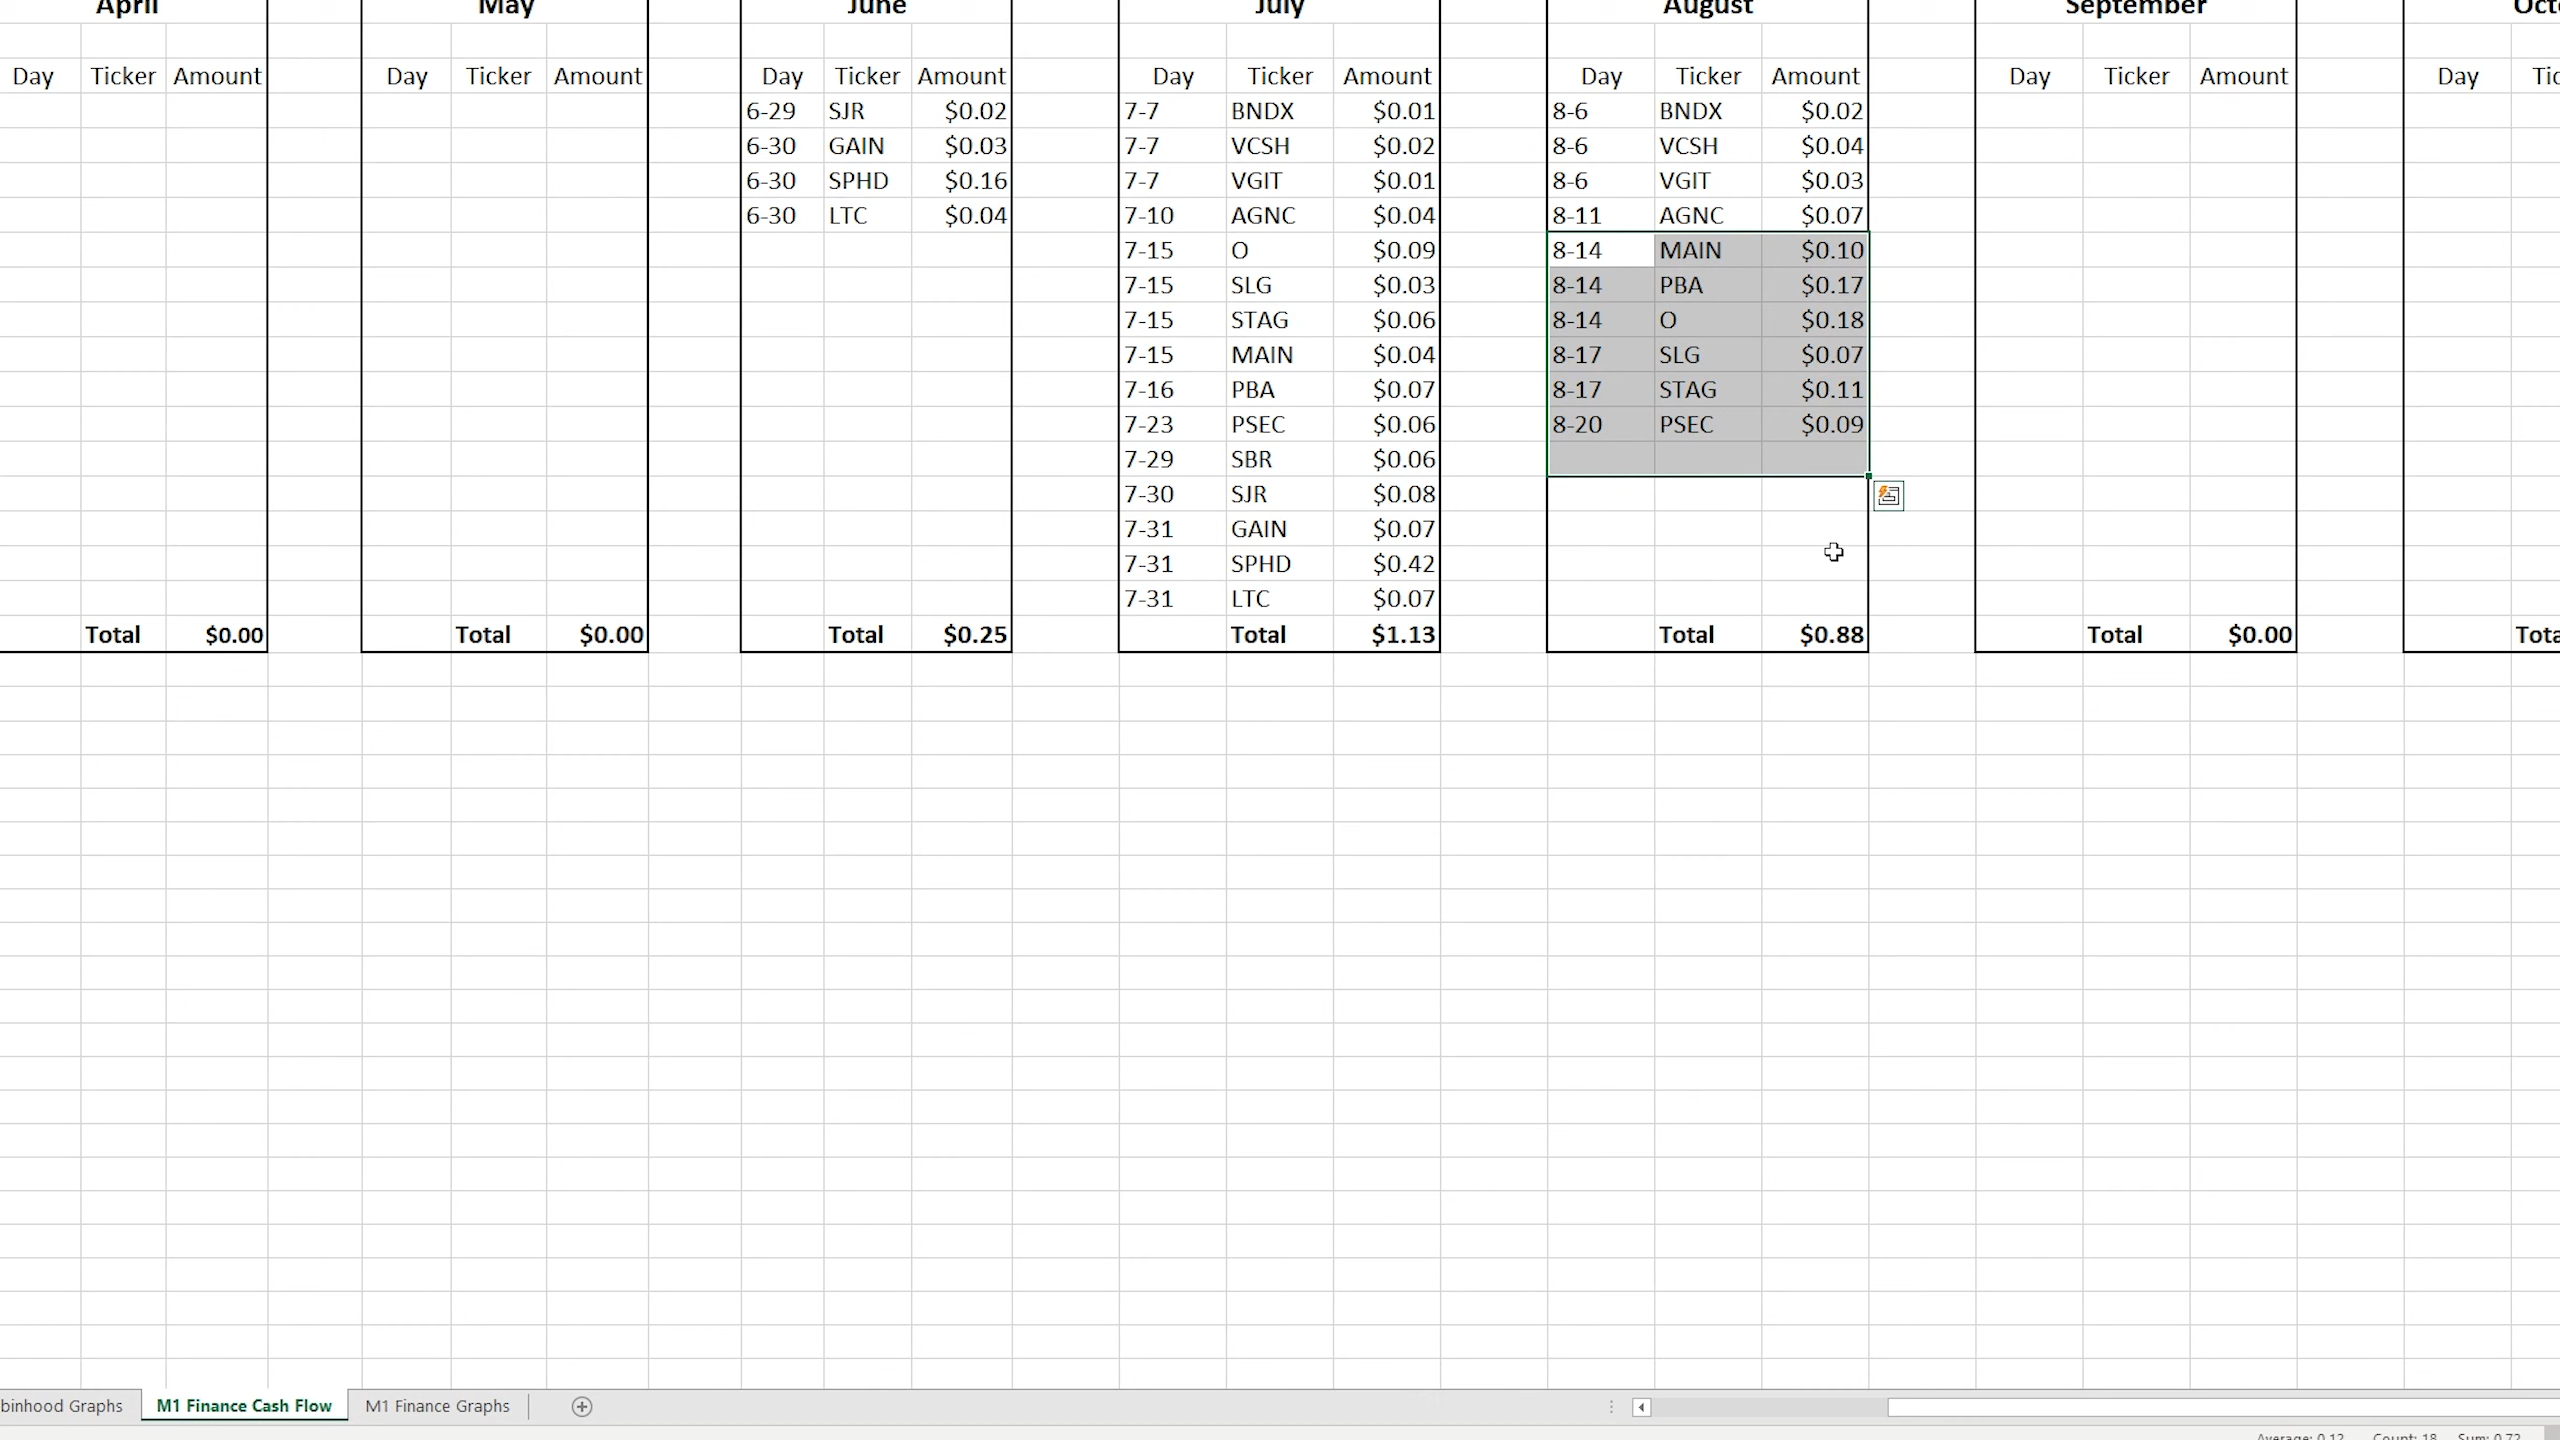 April May June July August September
Day Ticker Amount Day Ticker Amount Day Ticker Amount Day Ticker Amount Day Ticker Amount Day Ticker Amount Day
6-29 SJR $0.02 7-7 BNDX $0.01 8-6 BNDX $0.02
6-30 GAIN $0.03 7-7 VCSH $0.02 8-6 VCSH $0.04
6-30 SPHD $0.16 7-7 VGIT $0.01 8-6 VGIT $0.03
6-30 LTC $0.04 7-10 AGNC $0.04 8-11 AGNC $0.07
7-15 O $0.09 8-14 MAIN $0.10
7-15 SLG $0.03 8-14 PBA $0.17
7-15 STAG $0.06 8-14 O $0.18
7-15 MAIN $0.04 8-17 SLG $0.07
7-16 PBA $0.07 8-17 STAG $0.11
7-23 PSEC $0.06 8-20 PSEC $0.09
7-29 SBR $0.06
7-30 SJR $0.08
7-31 GAIN $0.07
7-31 SPHD $0.42
7-31 LTC $0.07
Total $0.00 Total $0.00 Total $0.25 Total $1.13 Total $0.88 Total $0.00
binhood Graphs M1 Finance Cash Flow M1 Finance Graphs
Average: 0.12 Count: 18 Sum: 0.72